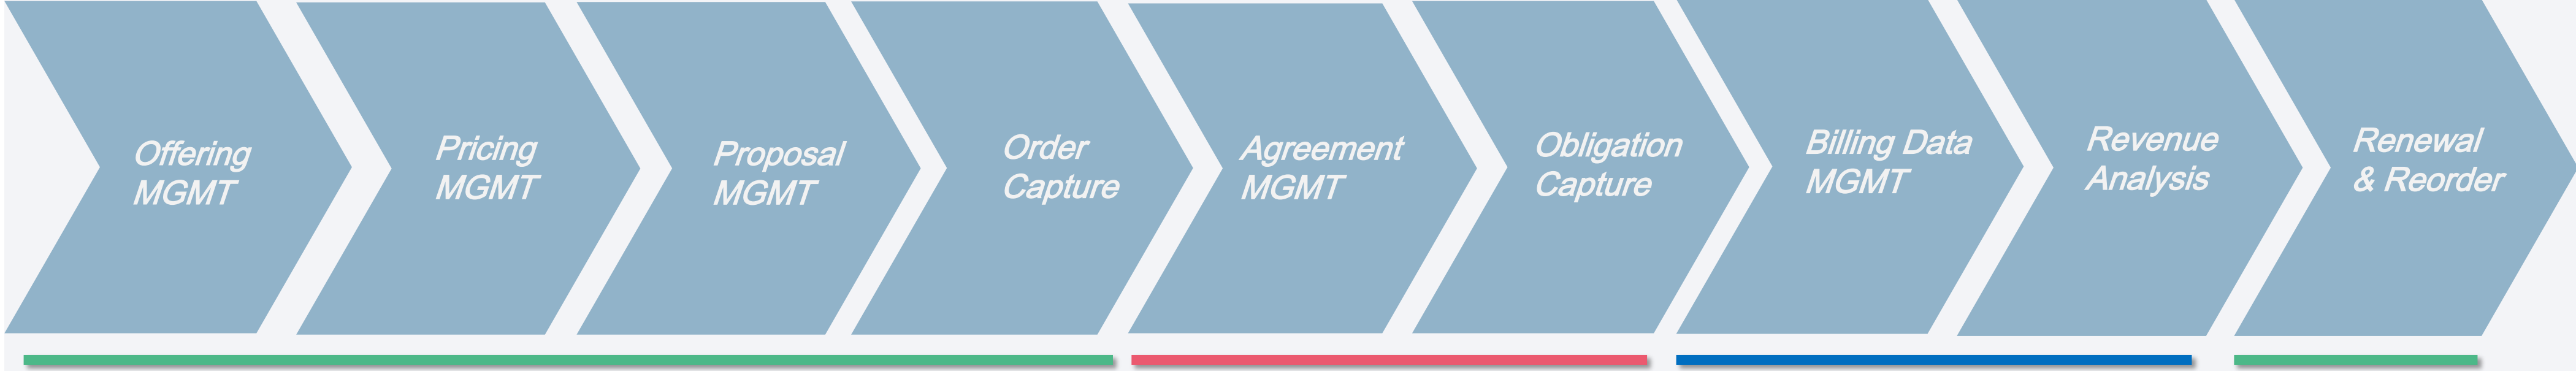 Offering
MGMT
Pricing
MGMT
Proposal
MGMT
Order
Capture
Agreement
MGMT
Obligation
Capture
Billing Data
MGMT
Revenue
Analysis
Renewal
& Reorder